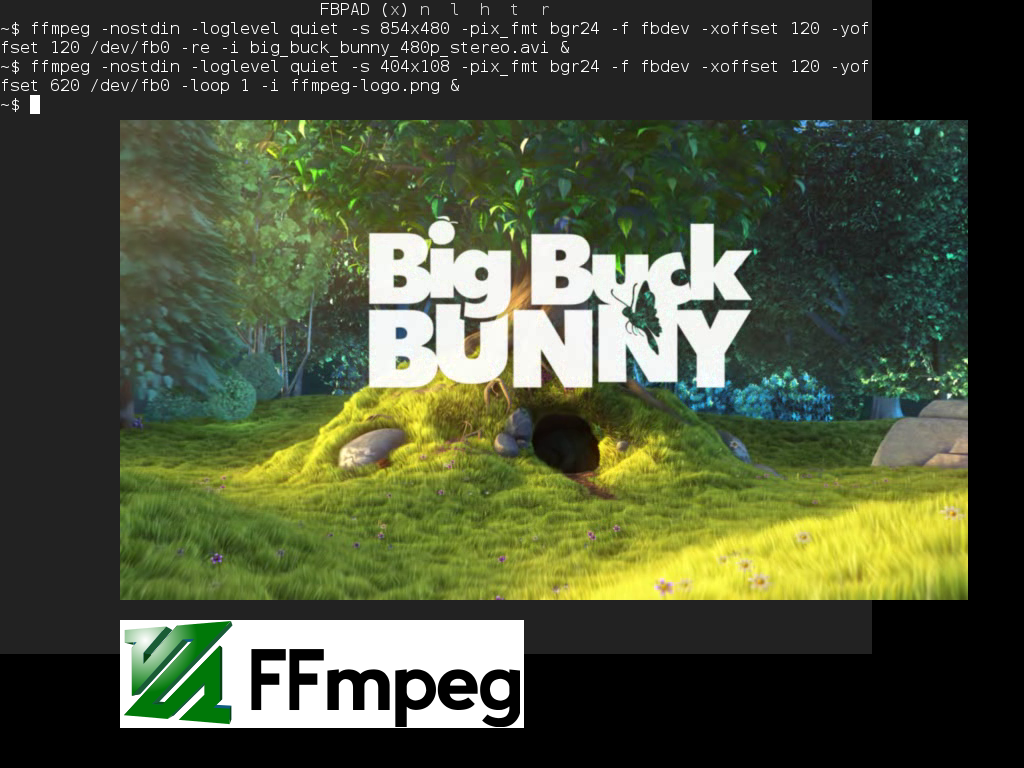 FBPAD (x) n l h t r
~$ ffmpeg -nostdin -loglevel quiet -s 854x480 -pix_fmt bgr24 -f fbdev -xoffset 120 -yof
fset 120 /dev/fb0 -re -i big_buck_bunny_480p_stereo.avi &
~$ ffmpeg -nostdin -loglevel quiet -s 404x108 -pix_fmt bgr24 -f fbdev -xoffset 120 -yof
fset 620 /dev/fb0 -loop 1 -i ffmpeg-logo.png &
~$
Big Buck
BUNNY
FFmpeg